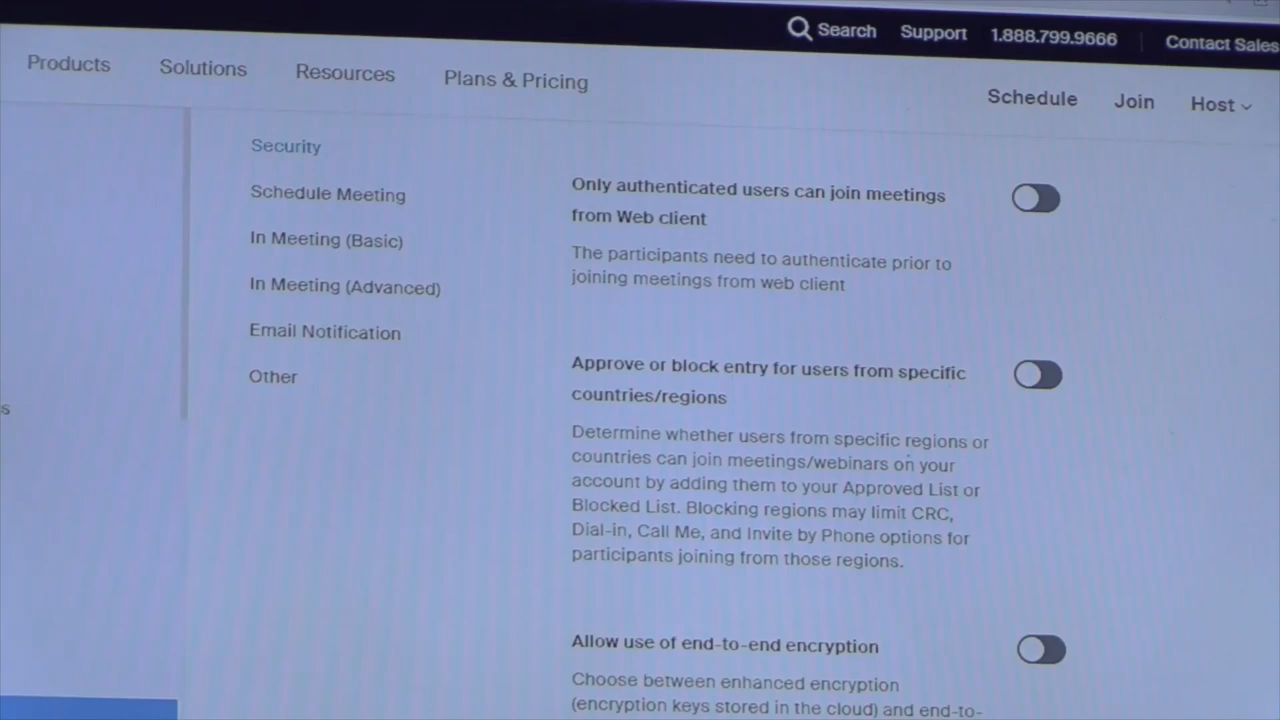 Search Support 1.888.799.9666 Contact Sales
Products Solutions Resources Plans & Pricing
Schedule Join Host
Security
Schedule Meeting
In Meeting (Basic)
In Meeting (Advanced)
Email Notification
Other
s
Only authenticated users can join meetings
from Web client
The participants need to authenticate prior to
joining meetings from web client
Approve or block entry for users from specific
countries/regions
Determine whether users from specific regions or
countries can join meetings/webinars on your
account by adding them to your Approved List or
Blocked List. Blocking regions may limit CRC,
Dial-in, Call Me, and Invite by Phone options for
participants joining from those regions.
Allow use of end-to-end encryption
Choose between enhanced encryption
(encryption keys stored in the cloud) and end-to-